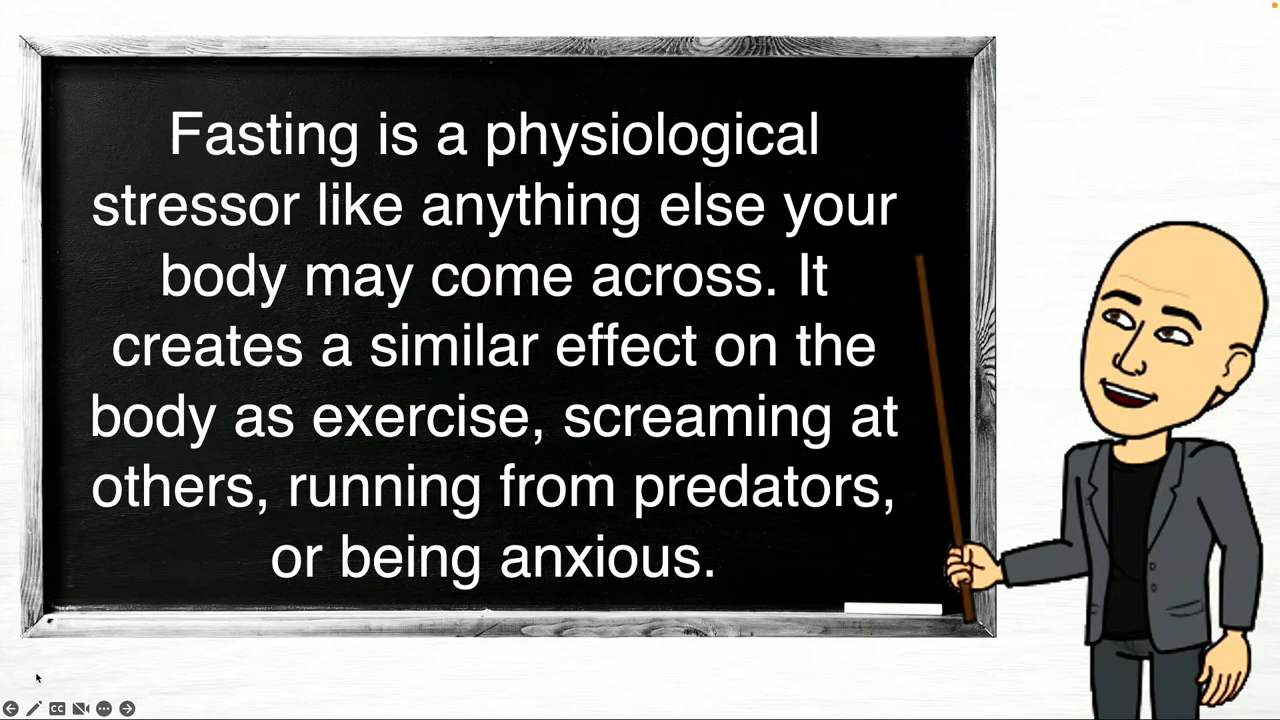 Fasting is a physiological
stressor like anything else your
body may come across. It
creates a similar effect on the
body as exercise, screaming at
others, running from predators,
or being anxious.
CC